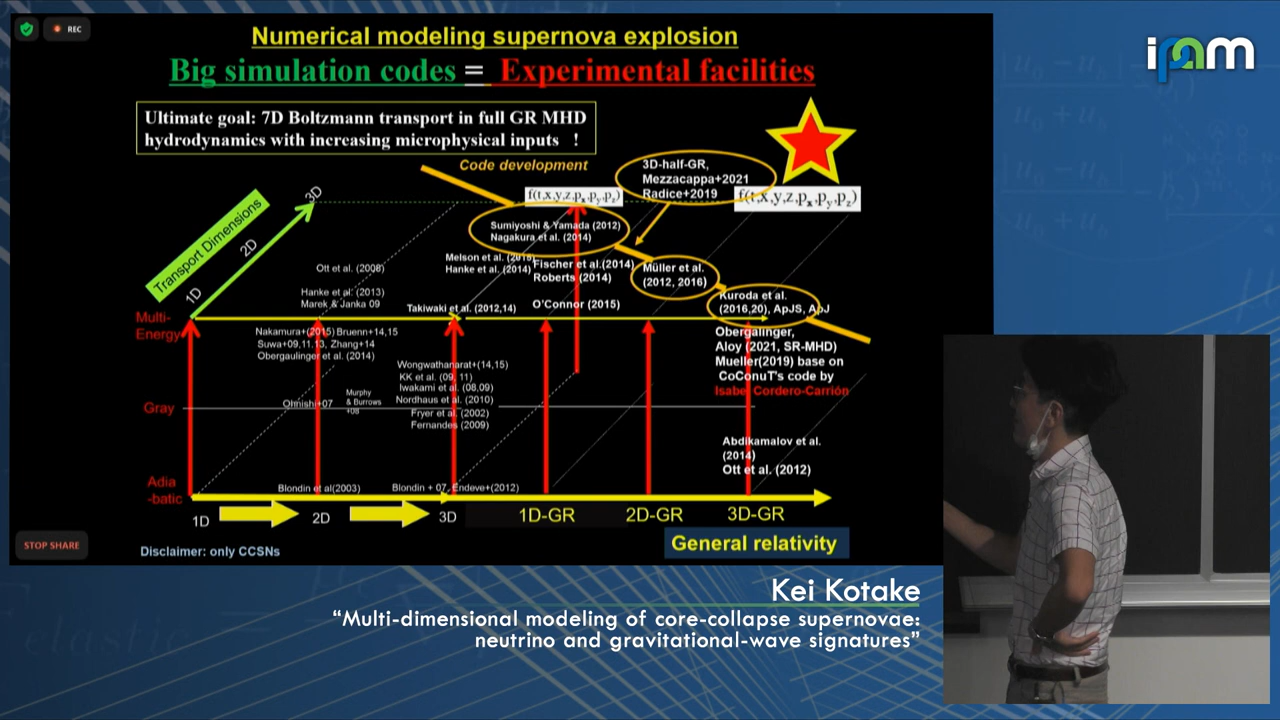 REC
ipam
Numerical modeling supernova explosion
Big simulation codes = Experimental facilities
Ultimate goal: 7D Boltzmann transport in full GR MHD
hydrodynamics with increasing microphysical inputs !
Code development
3D-half-GR,
Mezzacappa+2021
Radice+2019
f(t,x,y,z,px,py,pz)
f(t,x,y,z,px,py,pz)
Transport Dimensions
1D
2D
3D
Sumiyoshi & Yamada (2012)
Nagakura et al. (2014)
Ott et al. (2008)
Melson et al. (2015)
Hanke et al. (2014)
Fischer et al.(2014)
Roberts (2014)
Müller et al.
(2012, 2016)
Hanke et al. (2013)
Marek & Janka 09
Takiwaki et al. (2012,14)
O'Connor (2015)
Kuroda et al.
(2016,20), ApJS, ApJ
Multi-
Energy
Nakamura+(2015) Bruenn+14,15
Suwa+09,11,13, Zhang+14
Obergaulinger et al. (2014)
Obergalinger,
Aloy (2021, SR-MHD)
Mueller(2019) base on
CoCoNuT's code by
Isabel Cordero-Carrión
Wongwathanarat+(14,15)
KK et al. (09, 11)
Iwakami et al. (08,09)
Nordhaus et al. (2010)
Fryer et al. (2002)
Fernandes (2009)
Gray
Ohnishi+07
Murphy
& Burrows
+08
Abdikamalov et al.
(2014)
Ott et al. (2012)
Adia
-batic
Blondin et al(2003)
Blondin + 07, Endeve+(2012)
1D
2D
3D
1D-GR
2D-GR
3D-GR
General relativity
STOP SHARE
Disclaimer: only CCSNs
Kei Kotake
“Multi-dimensional modeling of core-collapse supernovae:
neutrino and gravitational-wave signatures”